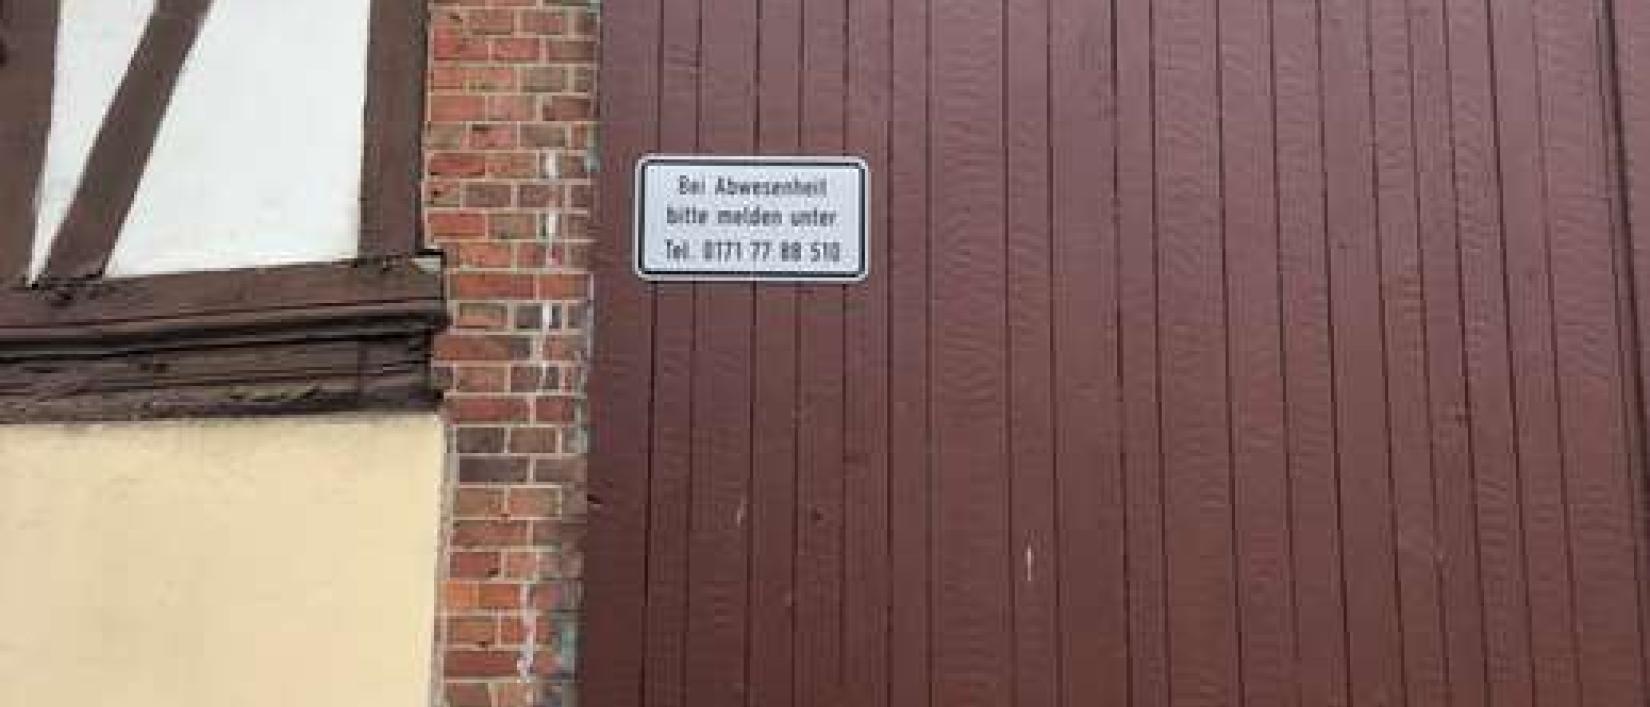 Bei Abwesenheit
bitte melden unter
Tel. 0171 77 88 510